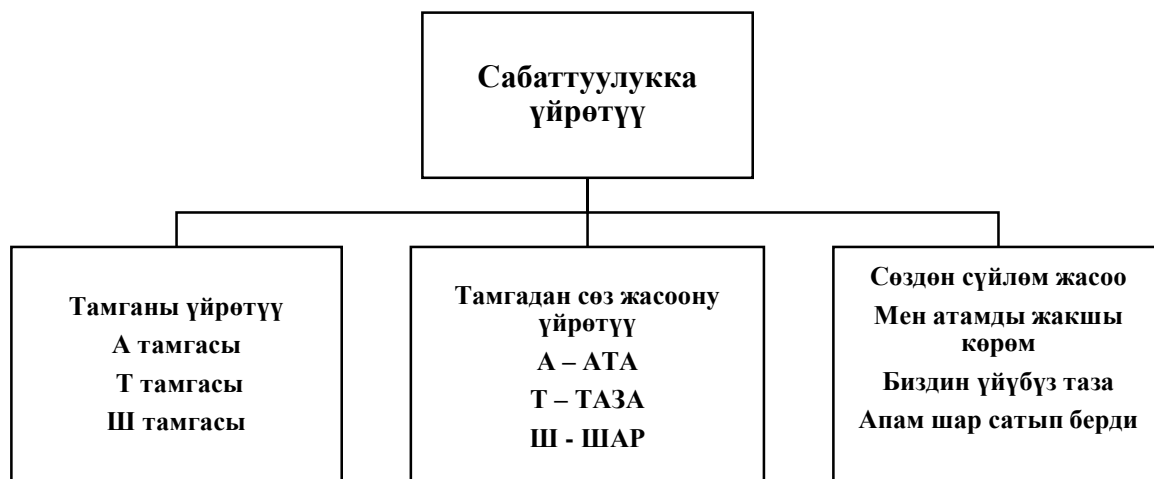 Сабаттуулукка
үйрөтүү
Тамганы үйрөтүү
А тамгасы
Т тамгасы
Ш тамгасы
Тамгадан сөз жасоону
үйрөтүү
А – АТА
Т – ТАЗА
Ш - ШАР
Сөздөн сүйлөм жасоо
Мен атамды жакшы
көрөм
Биздин үйүбүз таза
Апам шар сатып берди